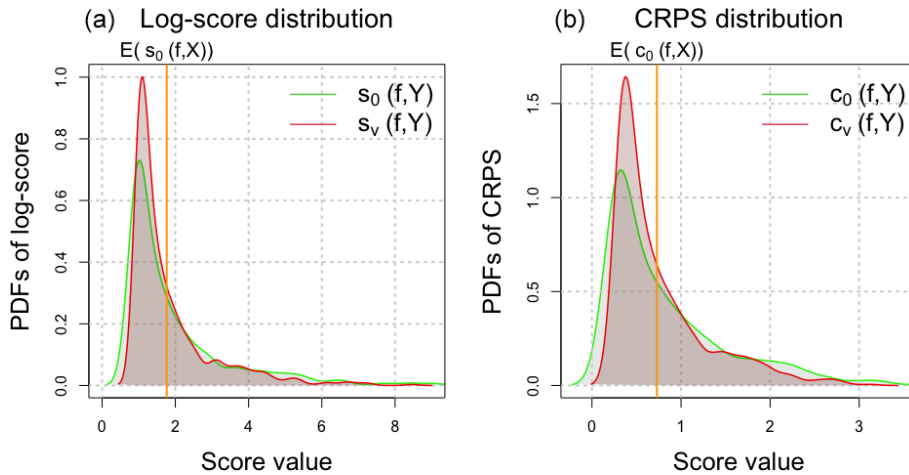 (a) Log-score distribution
E( s₀ (f,X))
s₀ (f,Y)
sᵥ (f,Y)
PDFs of log-score
1.0
0.8
0.6
0.4
0.2
0.0
0 2 4 6 8
Score value
(b) CRPS distribution
E( c₀ (f,X))
c₀ (f,Y)
cᵥ (f,Y)
PDFs of CRPS
1.5
1.0
0.5
0.0
0 1 2 3
Score value